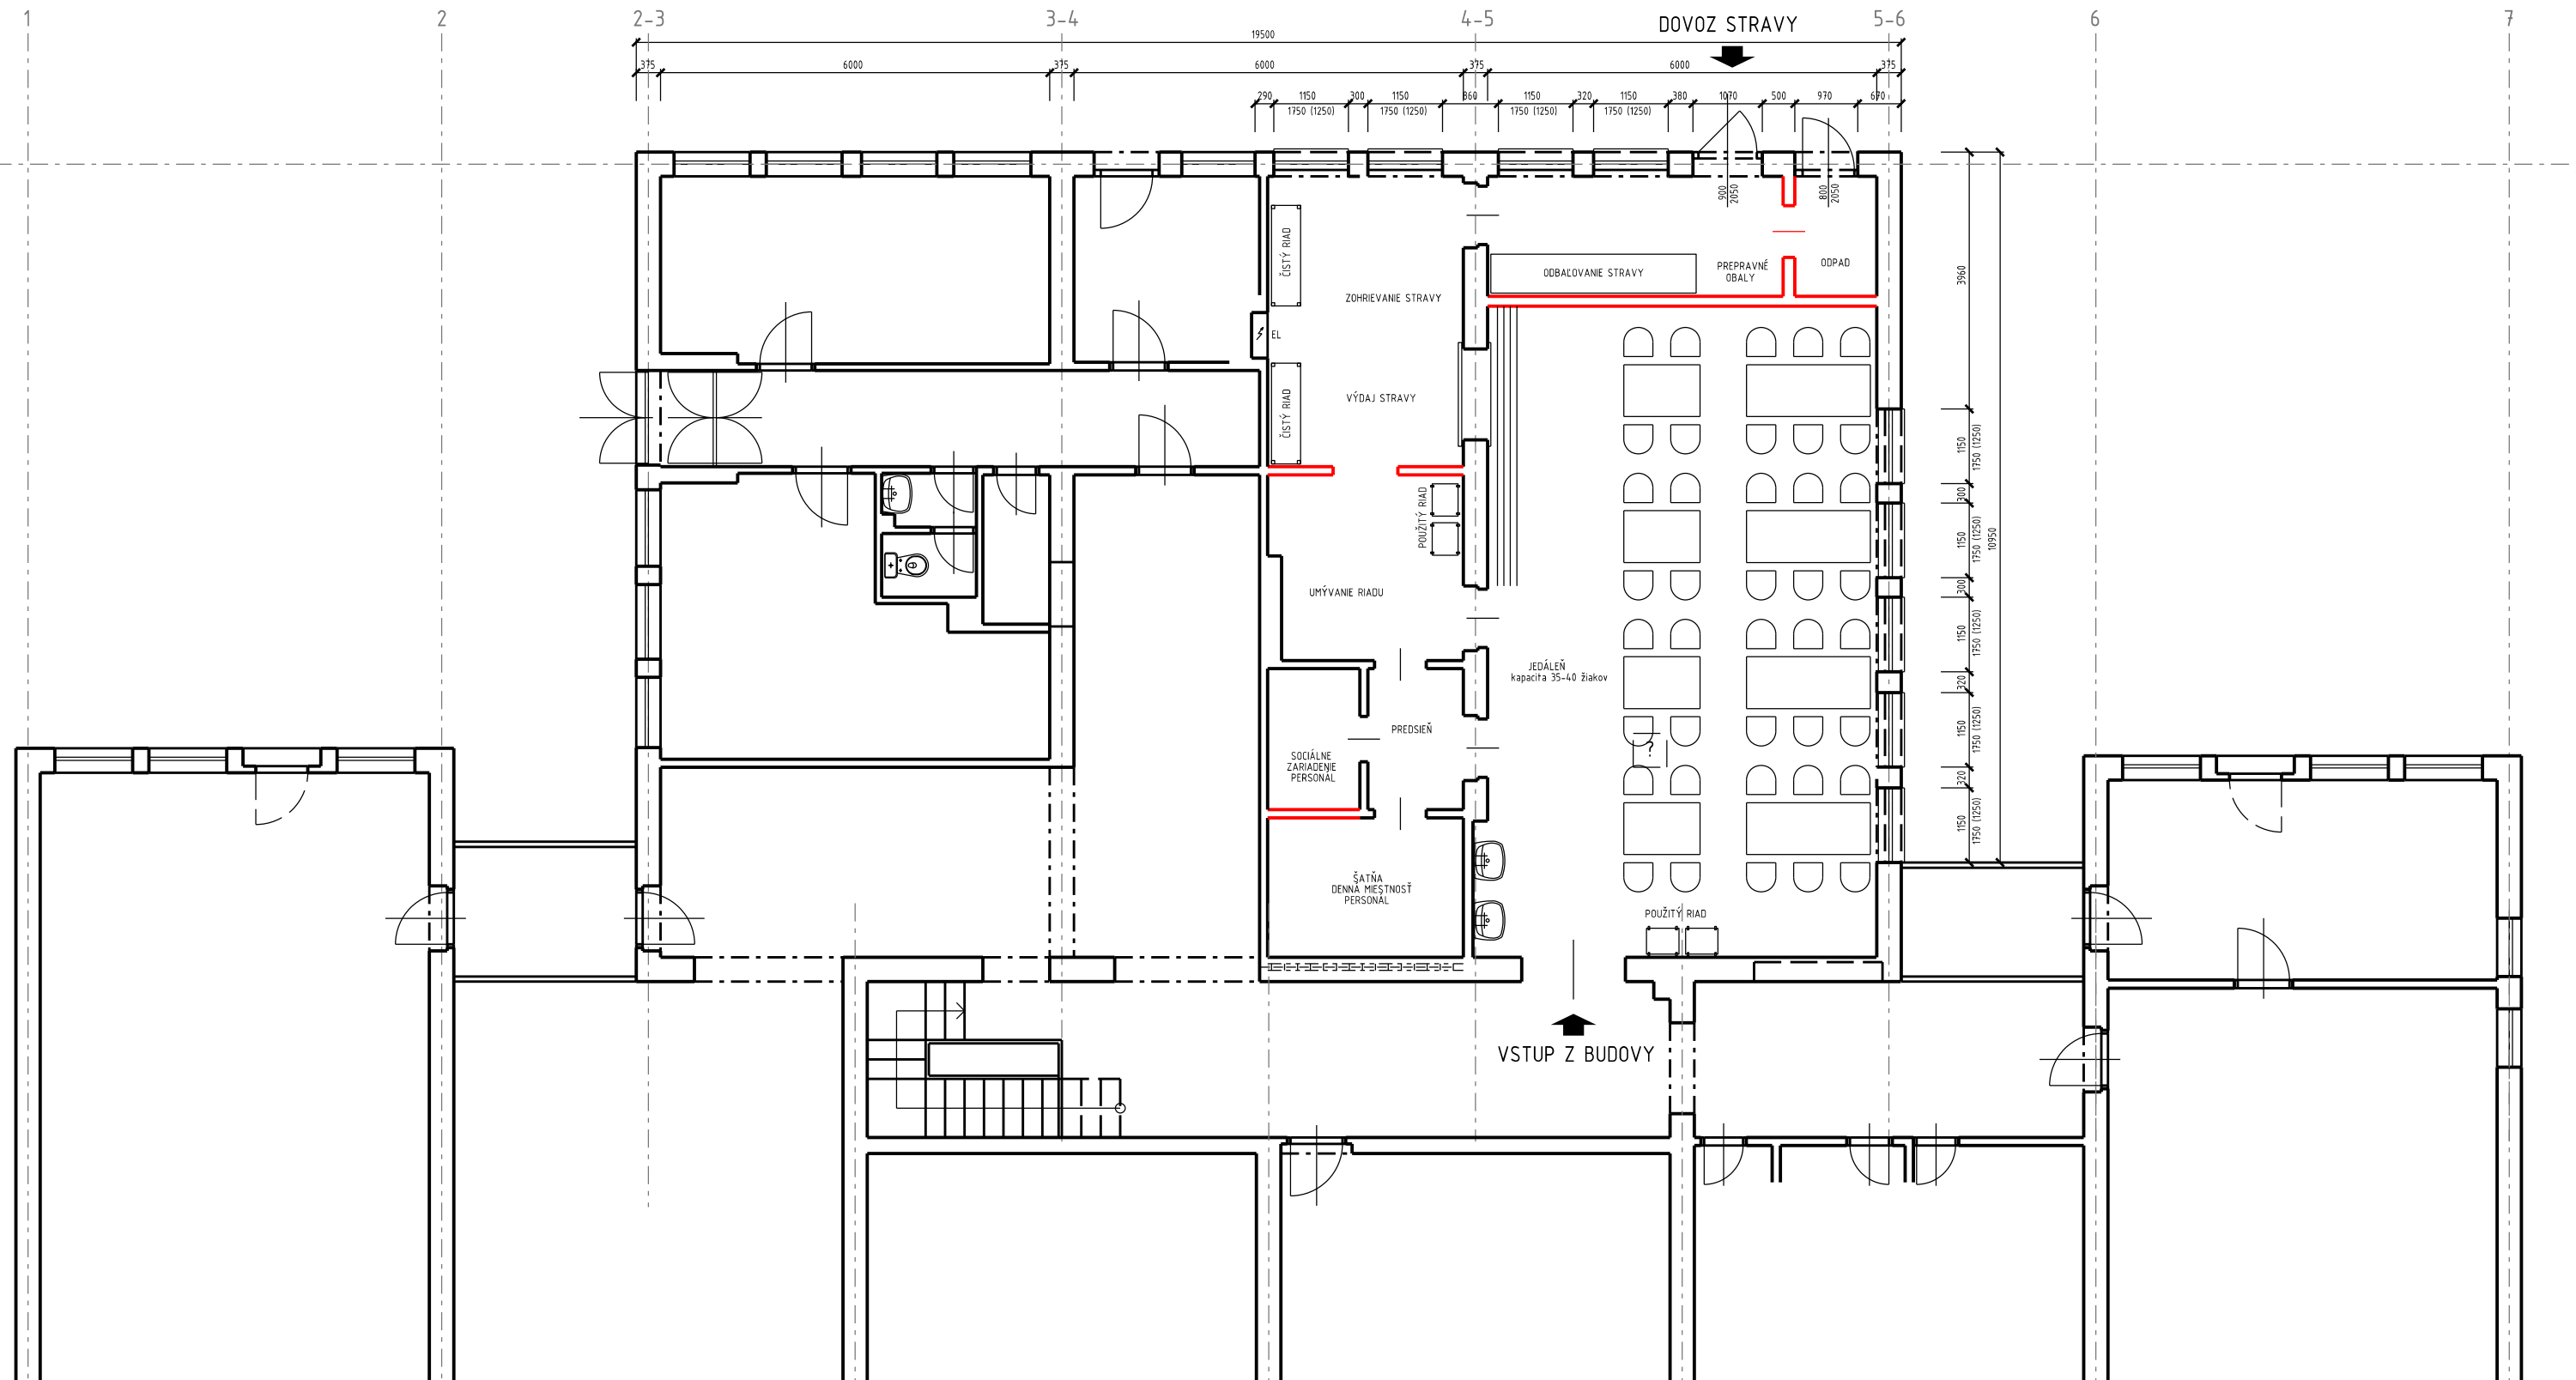 1
2
2-3
3-4
4-5
5-6
6
7
DOVOZ STRAVY
19500
375
6000
375
6000
375
6000
375
290
1150
300
1150
860
1150
320
1150
380
1070
500
970
670
1750 (1250)
1750 (1250)
1750 (1250)
1750 (1250)
900
2050
800
2050
ČISTÝ RIAD
ZOHRIEVANIE STRAVY
ODBAĽOVANIE STRAVY
PREPRAVNÉ
OBALY
ODPAD
EL
ČISTÝ RIAD
VÝDAJ STRAVY
POUŽITÝ RIAD
UMÝVANIE RIADU
JEDÁLEŇ
kapacita 35-40 žiakov
PREDSIEŇ
SOCIÁLNE
ZARIADENIE
PERSONÁL
?
ŠATŇA
DENNÁ MIESTNOSŤ
PERSONÁL
POUŽITÝ RIAD
VSTUP Z BUDOVY
3960
1150
1750 (1250)
300
1150
1750 (1250)
300
1150
1750 (1250)
320
1150
1750 (1250)
320
1150
1750 (1250)
10950